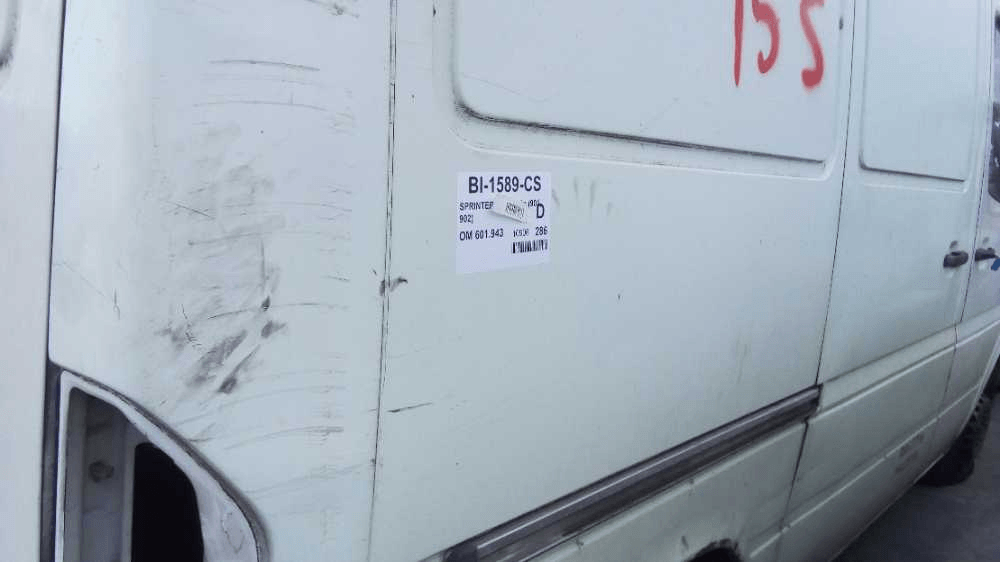 155
BI-1589-CS
SPRINTER
902) D
OM 601.943 286